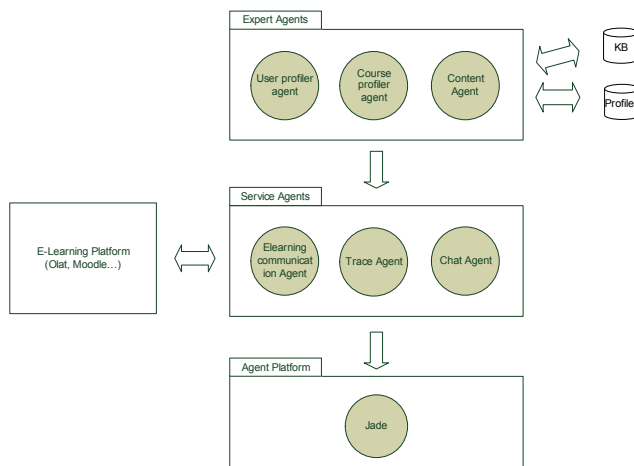 Expert Agents
User profiler
agent
Course
profiler
agent
Content
Agent
KB
Profile
Service Agents
E-Learning Platform
(Olat, Moodle...)
Elearning
communicat
ion Agent
Trace Agent
Chat Agent
Agent Platform
Jade